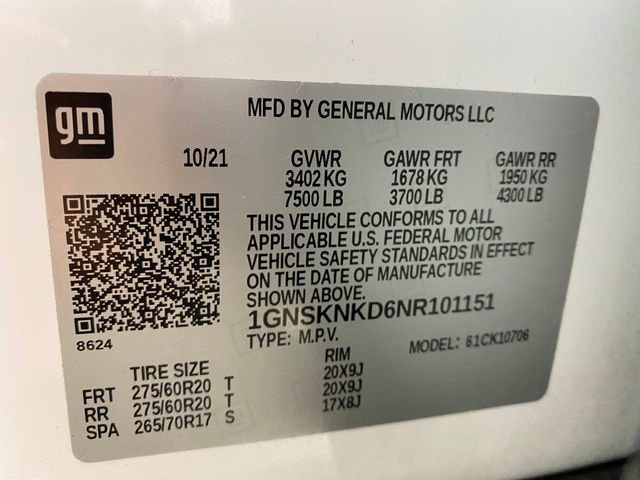 gm
MFD BY GENERAL MOTORS LLC
10/21 GVWR GAWR FRT GAWR RR
3402 KG 1678 KG 1950 KG
7500 LB 3700 LB 4300 LB
THIS VEHICLE CONFORMS TO ALL
APPLICABLE U.S. FEDERAL MOTOR
VEHICLE SAFETY STANDARDS IN EFFECT
ON THE DATE OF MANUFACTURE
SHOWN ABOVE.
1GNSKNKD6NR101151
8624
TYPE: M.P.V. MODEL: 61CK10706
TIRE SIZE RIM
FRT 275/60R20 T 20X9J
RR 275/60R20 T 20X9J
SPA 265/70R17 S 17X8J